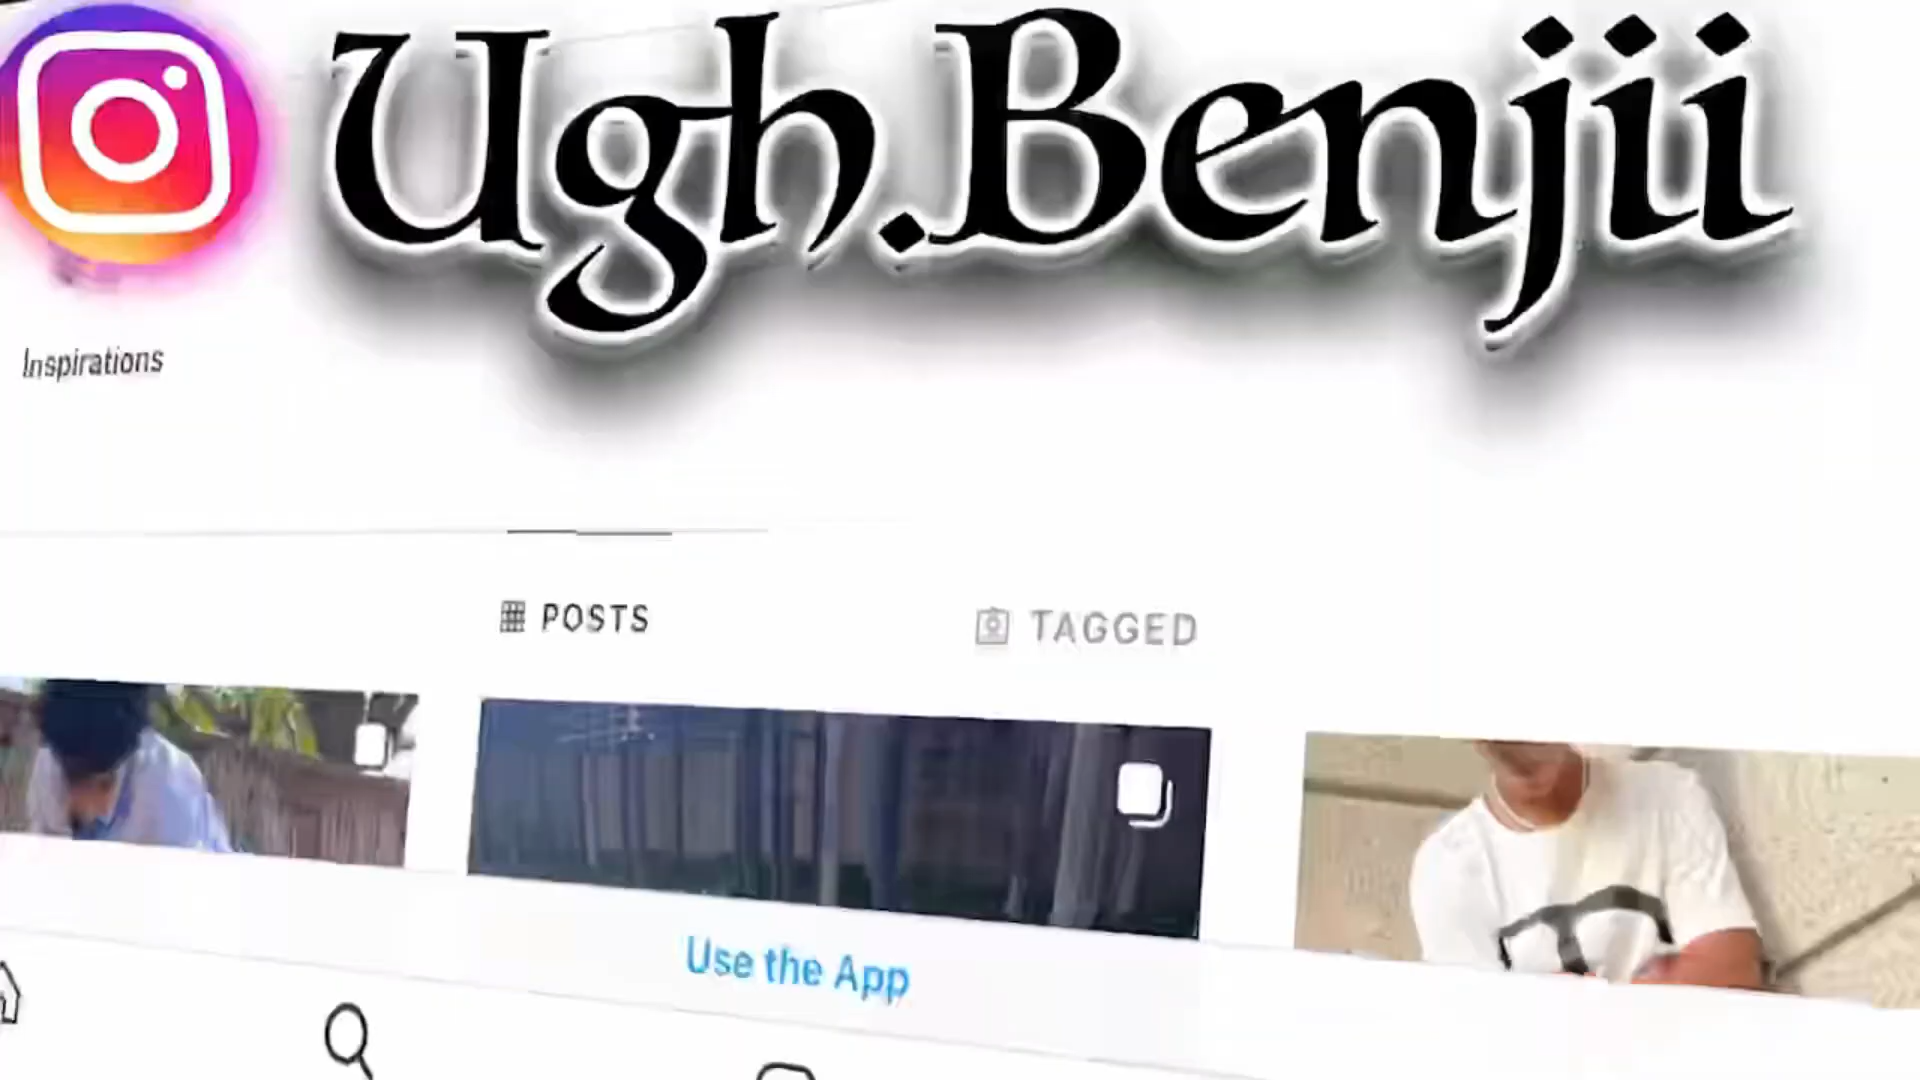 Ugh.Benjii
Inspirations
POSTS
TAGGED
Use the App